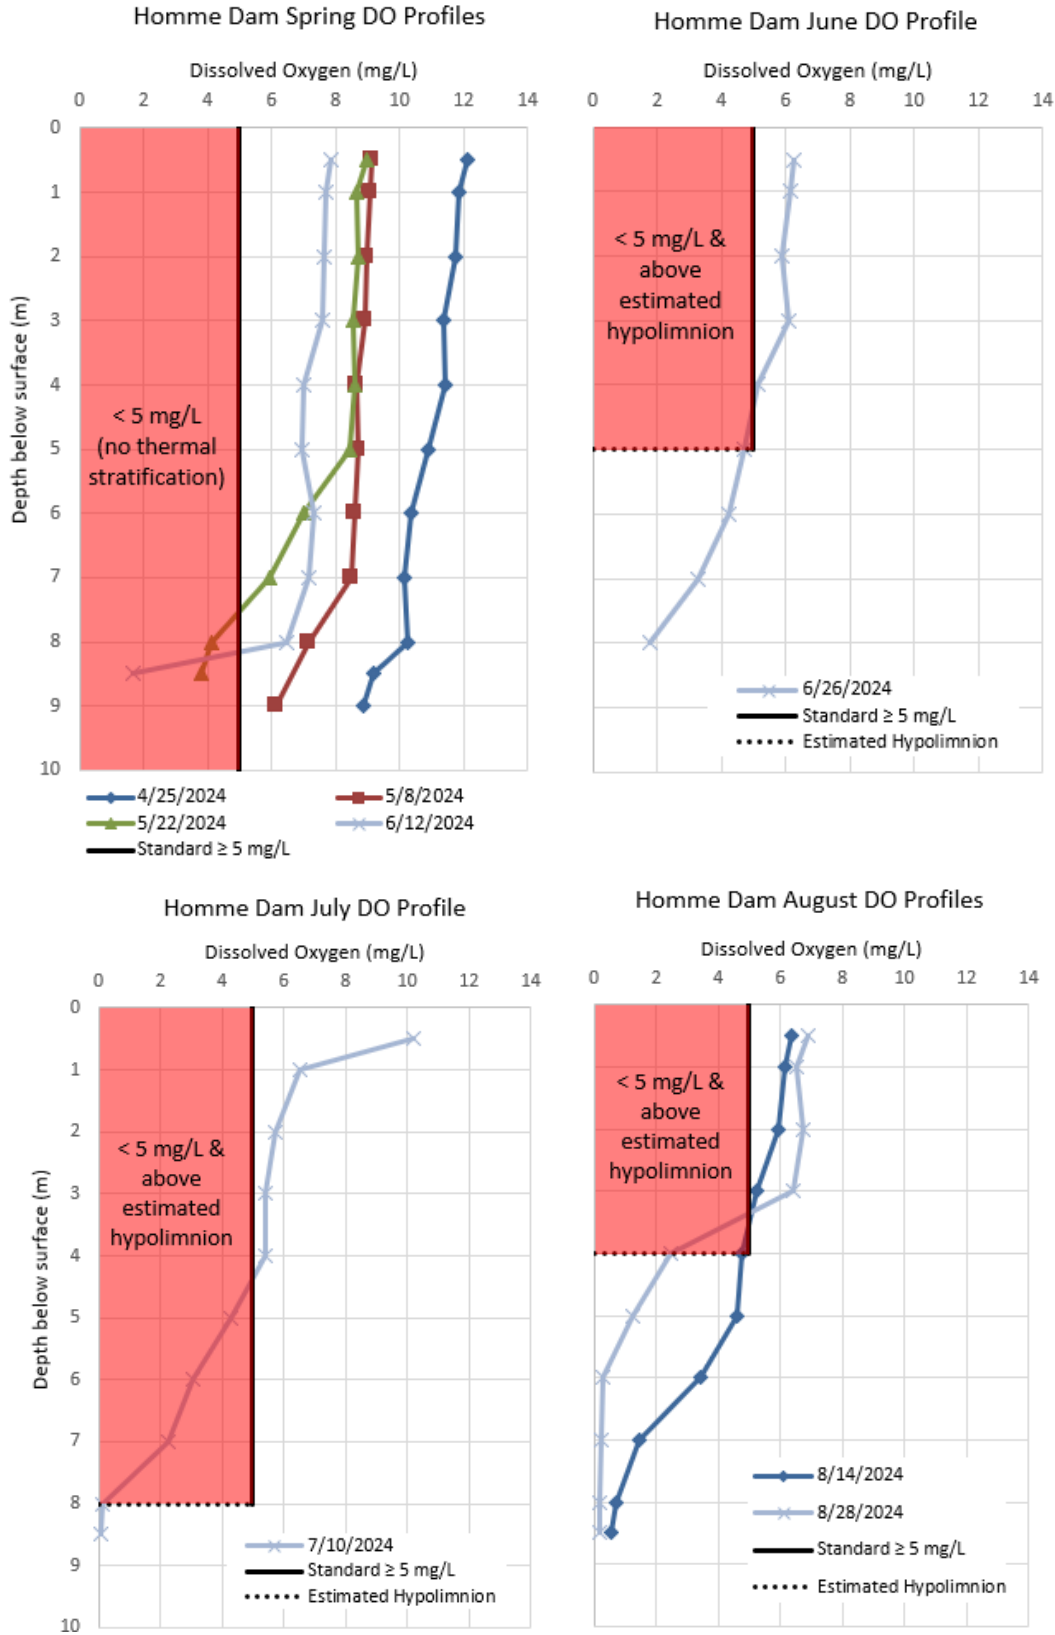 Homme Dam Spring DO Profiles
Dissolved Oxygen (mg/L)
0 2 4 6 8 10 12 14
0
1
2
3
4
5
6
7
8
9
10
Depth below surface (m)
< 5 mg/L
(no thermal
stratification)
4/25/2024 5/8/2024
5/22/2024 6/12/2024
Standard ≥ 5 mg/L
Homme Dam June DO Profile
Dissolved Oxygen (mg/L)
0 2 4 6 8 10 12 14
< 5 mg/L &
above
estimated
hypolimnion
6/26/2024
Standard ≥ 5 mg/L
Estimated Hypolimnion
Homme Dam July DO Profile
Dissolved Oxygen (mg/L)
0 2 4 6 8 10 12 14
0
1
2
3
4
5
6
7
8
9
10
Depth below surface (m)
< 5 mg/L &
above
estimated
hypolimnion
7/10/2024
Standard ≥ 5 mg/L
Estimated Hypolimnion
Homme Dam August DO Profiles
Dissolved Oxygen (mg/L)
0 2 4 6 8 10 12 14
< 5 mg/L &
above
estimated
hypolimnion
8/14/2024
8/28/2024
Standard ≥ 5 mg/L
Estimated Hypolimnion